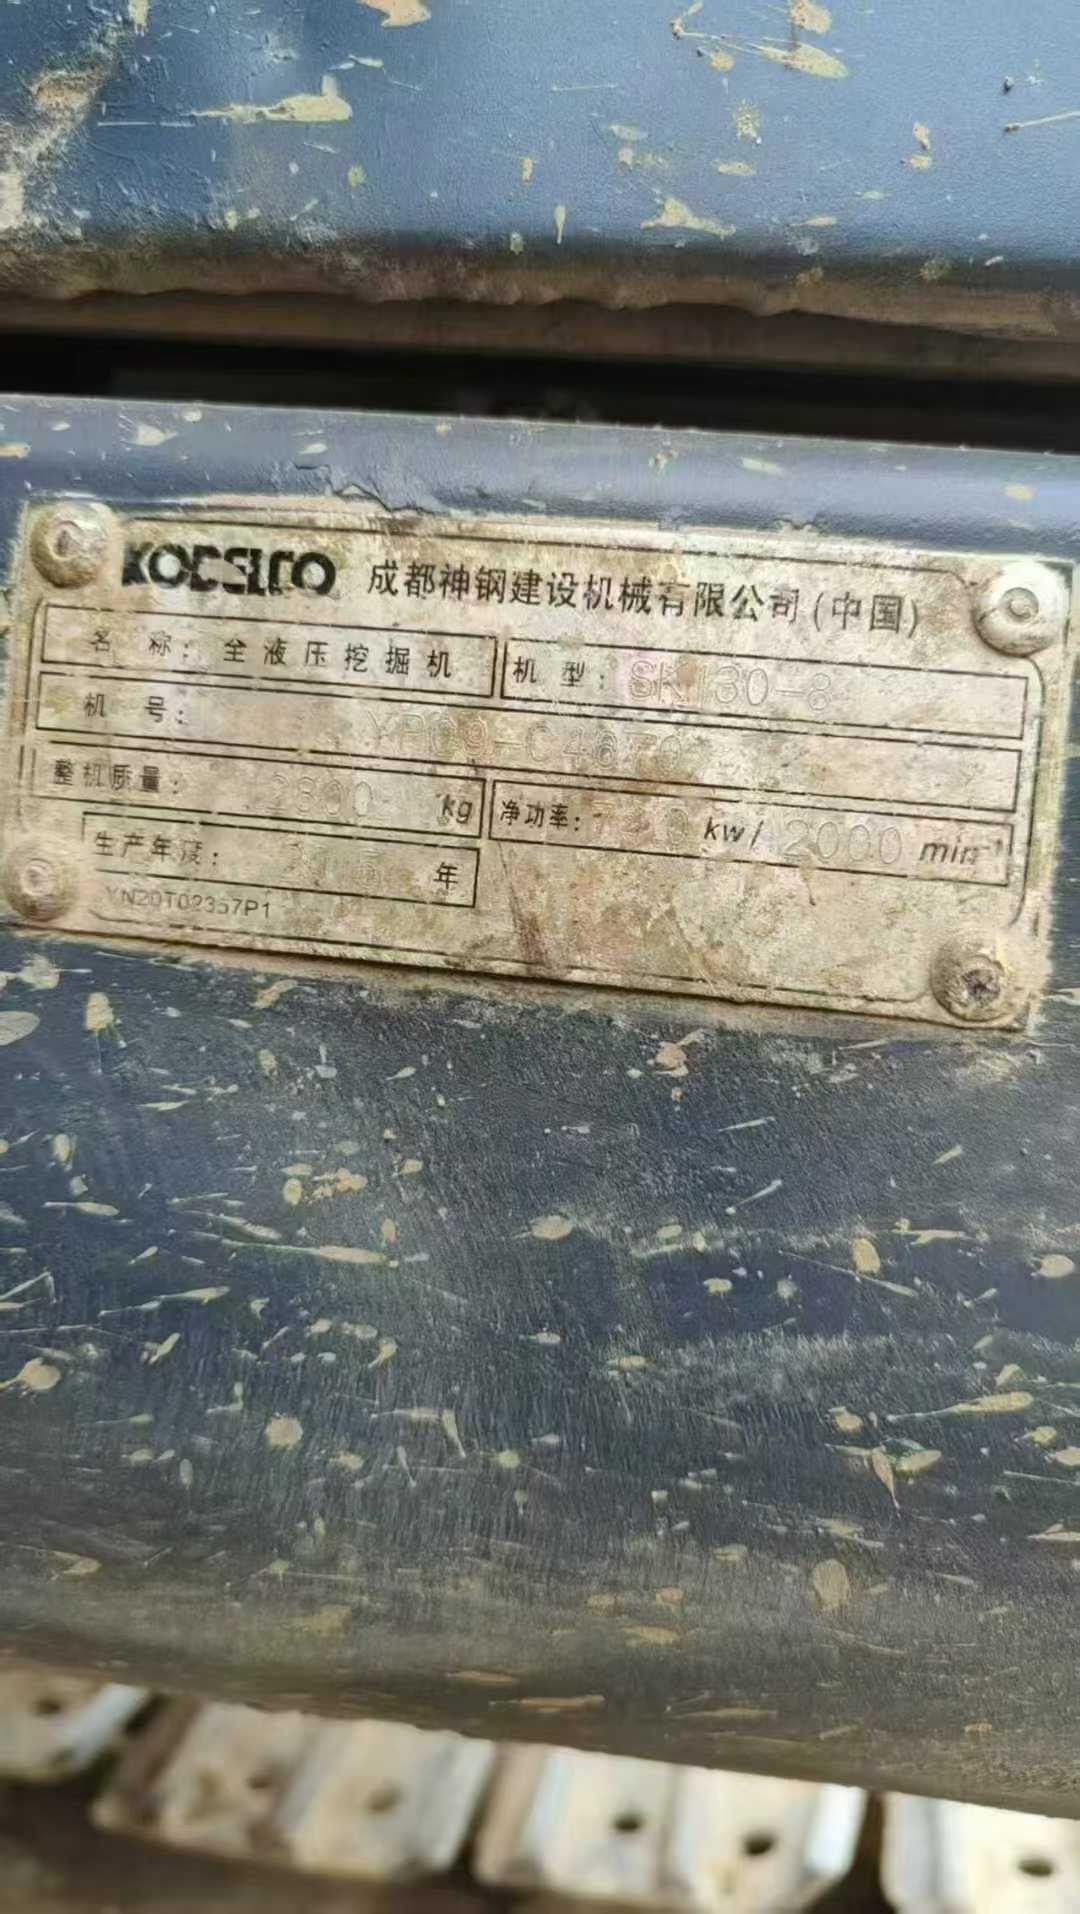 KOBELCO 成都神钢建设机械有限公司(中国)
名 称: 全液压挖掘机 机 型: SK130-8
机 号:
整机质量: kg 净功率: kw/ 2000 min⁻¹
生产年度: 年
YN20T02357P1